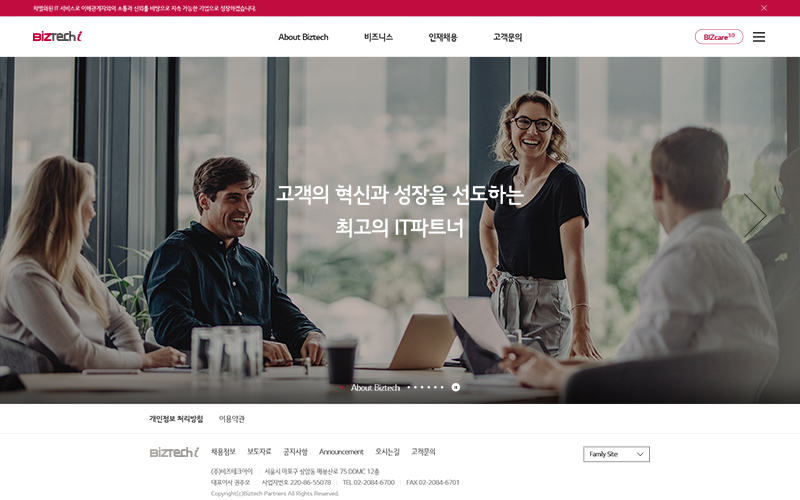 차별화된 IT 서비스로 이해관계자와의 소통과 신뢰를 바탕으로 지속 가능한 기업으로 성장하겠습니다.
BIZTECH i
About Biztech 비즈니스 인재채용 고객문의
BIZcare3.0
고객의 혁신과 성장을 선도하는
최고의 IT파트너
About Biztech
개인정보 처리방침 이용약관
BIZTECH i
채용정보 보도자료 공지사항 Announcement 오시는길 고객문의
Family Site
(주)비즈테크아이 서울시 마포구 상암동 매봉산로 75 DDMC 12층
대표이사 권주오 사업자번호 220-86-55078 TEL 02-2084-6700 FAX 02-2084-6701
Copyright(c)Biztech Partners All Rights Reserved.